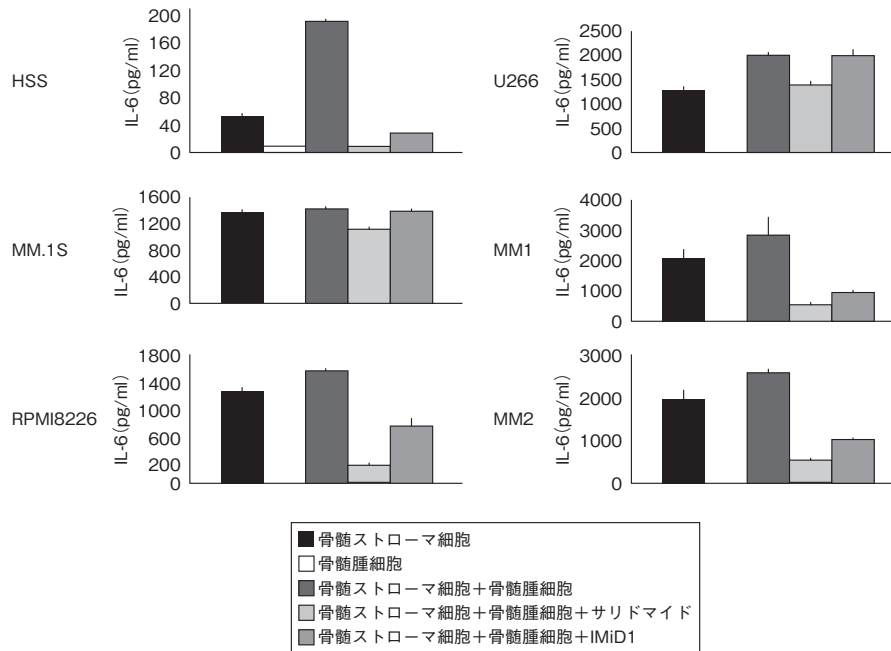 HSS
IL-6(pg/ml)
200
160
120
80
40
0
U266
IL-6(pg/ml)
2500
2000
1500
1000
500
0
MM.1S
IL-6(pg/ml)
1600
1200
800
400
0
MM1
IL-6(pg/ml)
4000
3000
2000
1000
0
RPMI8226
IL-6(pg/ml)
1800
1400
1000
600
200
0
MM2
IL-6(pg/ml)
3000
2000
1000
0
骨髄ストローマ細胞
骨髄腫細胞
骨髄ストローマ細胞+骨髄腫細胞
骨髄ストローマ細胞+骨髄腫細胞+サリドマイド
骨髄ストローマ細胞+骨髄腫細胞+IMiD1